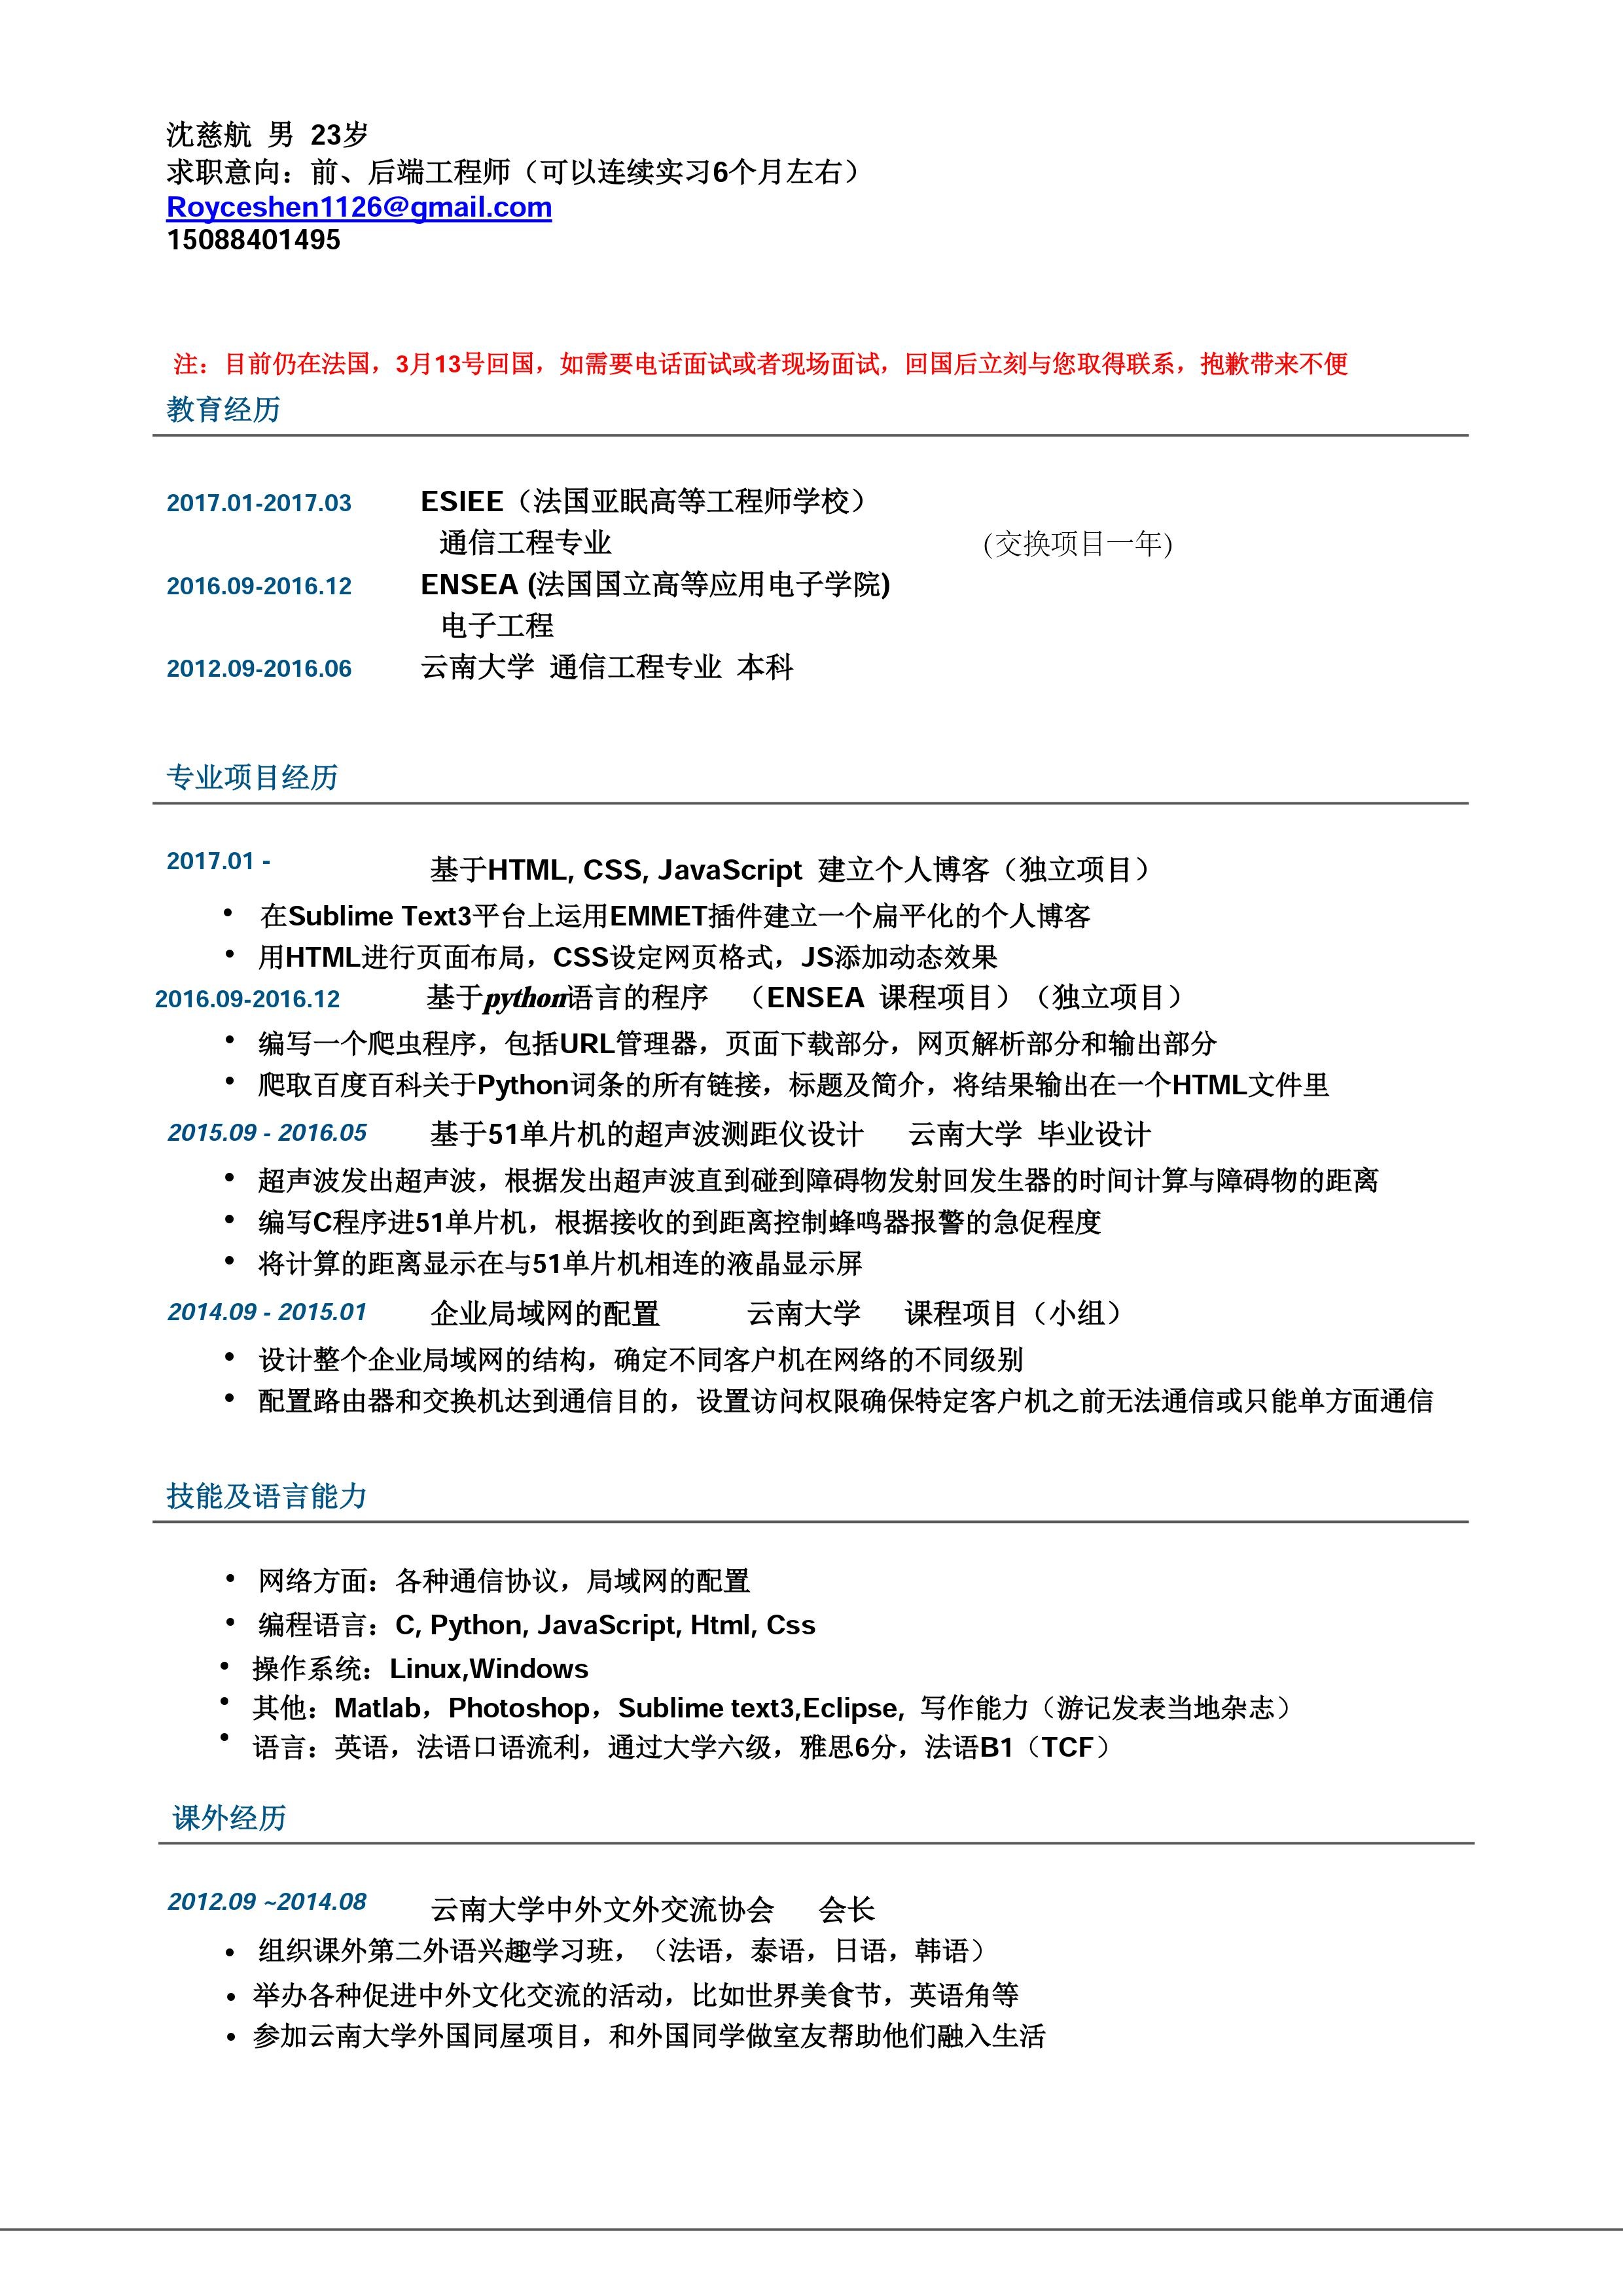 沈慈航 男 23岁
求职意向：前、后端工程师（可以连续实习6个月左右）
Royceshen1126@gmail.com
15088401495
注：目前仍在法国，3月13号回国，如需要电话面试或者现场面试，回国后立刻与您取得联系，抱歉带来不便
教育经历
2017.01-2017.03 ESIEE（法国亚眠高等工程师学校）
通信工程专业 (交换项目一年)
2016.09-2016.12 ENSEA (法国国立高等应用电子学院)
电子工程
2012.09-2016.06 云南大学 通信工程专业 本科
专业项目经历
2017.01 - 基于HTML, CSS, JavaScript 建立个人博客（独立项目）
• 在Sublime Text3平台上运用EMMET插件建立一个扁平化的个人博客
• 用HTML进行页面布局，CSS设定网页格式，JS添加动态效果
2016.09-2016.12 基于python语言的程序 （ENSEA 课程项目）（独立项目）
• 编写一个爬虫程序，包括URL管理器，页面下载部分，网页解析部分和输出部分
• 爬取百度百科关于Python词条的所有链接，标题及简介，将结果输出在一个HTML文件里
2015.09 - 2016.05 基于51单片机的超声波测距仪设计 云南大学 毕业设计
• 超声波发出超声波，根据发出超声波直到碰到障碍物发射回发生器的时间计算与障碍物的距离
• 编写C程序进51单片机，根据接收的到距离控制蜂鸣器报警的急促程度
• 将计算的距离显示在与51单片机相连的液晶显示屏
2014.09 - 2015.01 企业局域网的配置 云南大学 课程项目（小组）
• 设计整个企业局域网的结构，确定不同客户机在网络的不同级别
• 配置路由器和交换机达到通信目的，设置访问权限确保特定客户机之前无法通信或只能单方面通信
技能及语言能力
• 网络方面：各种通信协议，局域网的配置
• 编程语言：C, Python, JavaScript, Html, Css
• 操作系统：Linux,Windows
• 其他：Matlab，Photoshop，Sublime text3,Eclipse, 写作能力（游记发表当地杂志）
• 语言：英语，法语口语流利，通过大学六级，雅思6分，法语B1（TCF）
课外经历
2012.09 ~2014.08 云南大学中外文外交流协会 会长
• 组织课外第二外语兴趣学习班，（法语，泰语，日语，韩语）
• 举办各种促进中外文化交流的活动，比如世界美食节，英语角等
• 参加云南大学外国同屋项目，和外国同学做室友帮助他们融入生活